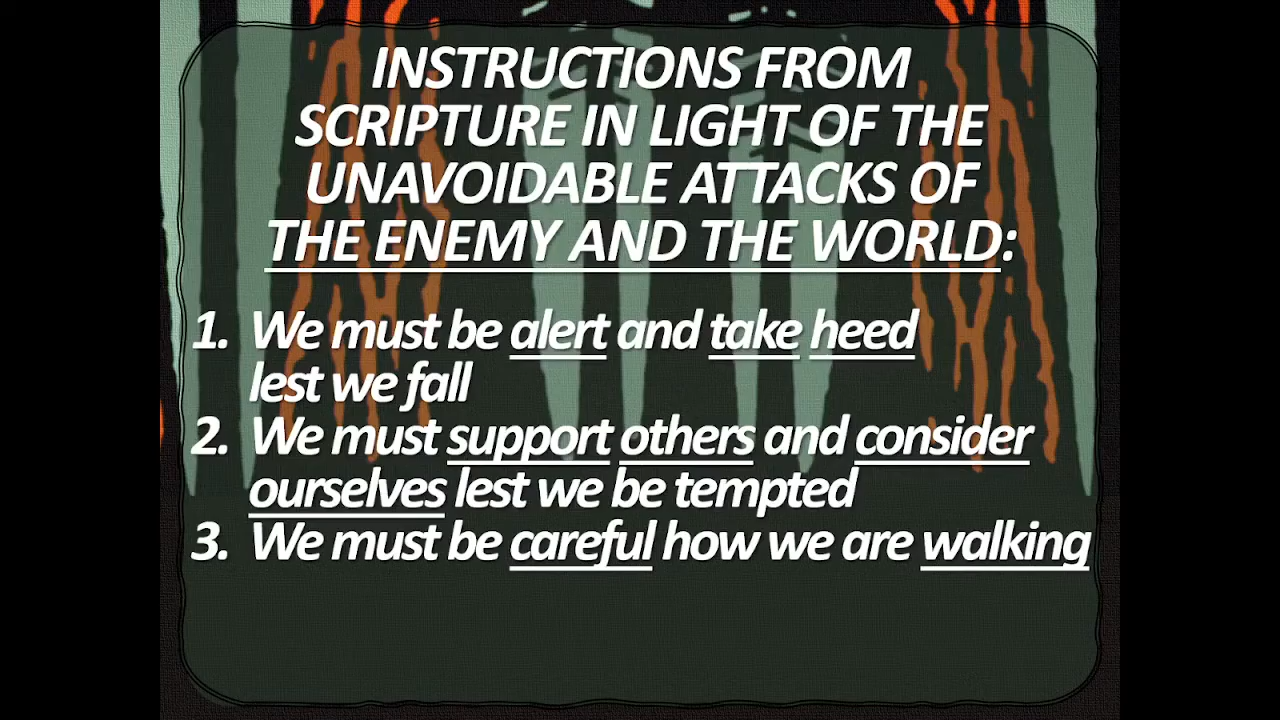 INSTRUCTIONS FROM
SCRIPTURE IN LIGHT OF THE
UNAVOIDABLE ATTACKS OF
THE ENEMY AND THE WORLD:
1. We must be alert and take heed
lest we fall
2. We must support others and consider
ourselves lest we be tempted
3. We must be careful how we are walking